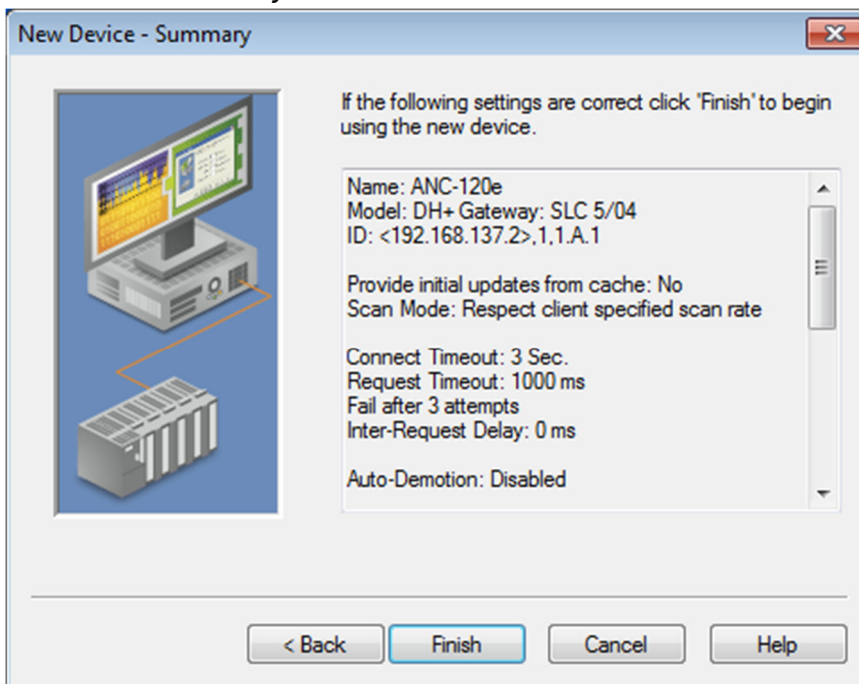 New Device - Summary
If the following settings are correct click 'Finish' to begin
using the new device.
Name: ANC-120e
Model: DH+ Gateway: SLC 5/04
ID: <192.168.137.2>,1,1.A.1
Provide initial updates from cache: No
Scan Mode: Respect client specified scan rate
Connect Timeout: 3 Sec.
Request Timeout: 1000 ms
Fail after 3 attempts
Inter-Request Delay: 0 ms
Auto-Demotion: Disabled
< Back Finish Cancel Help